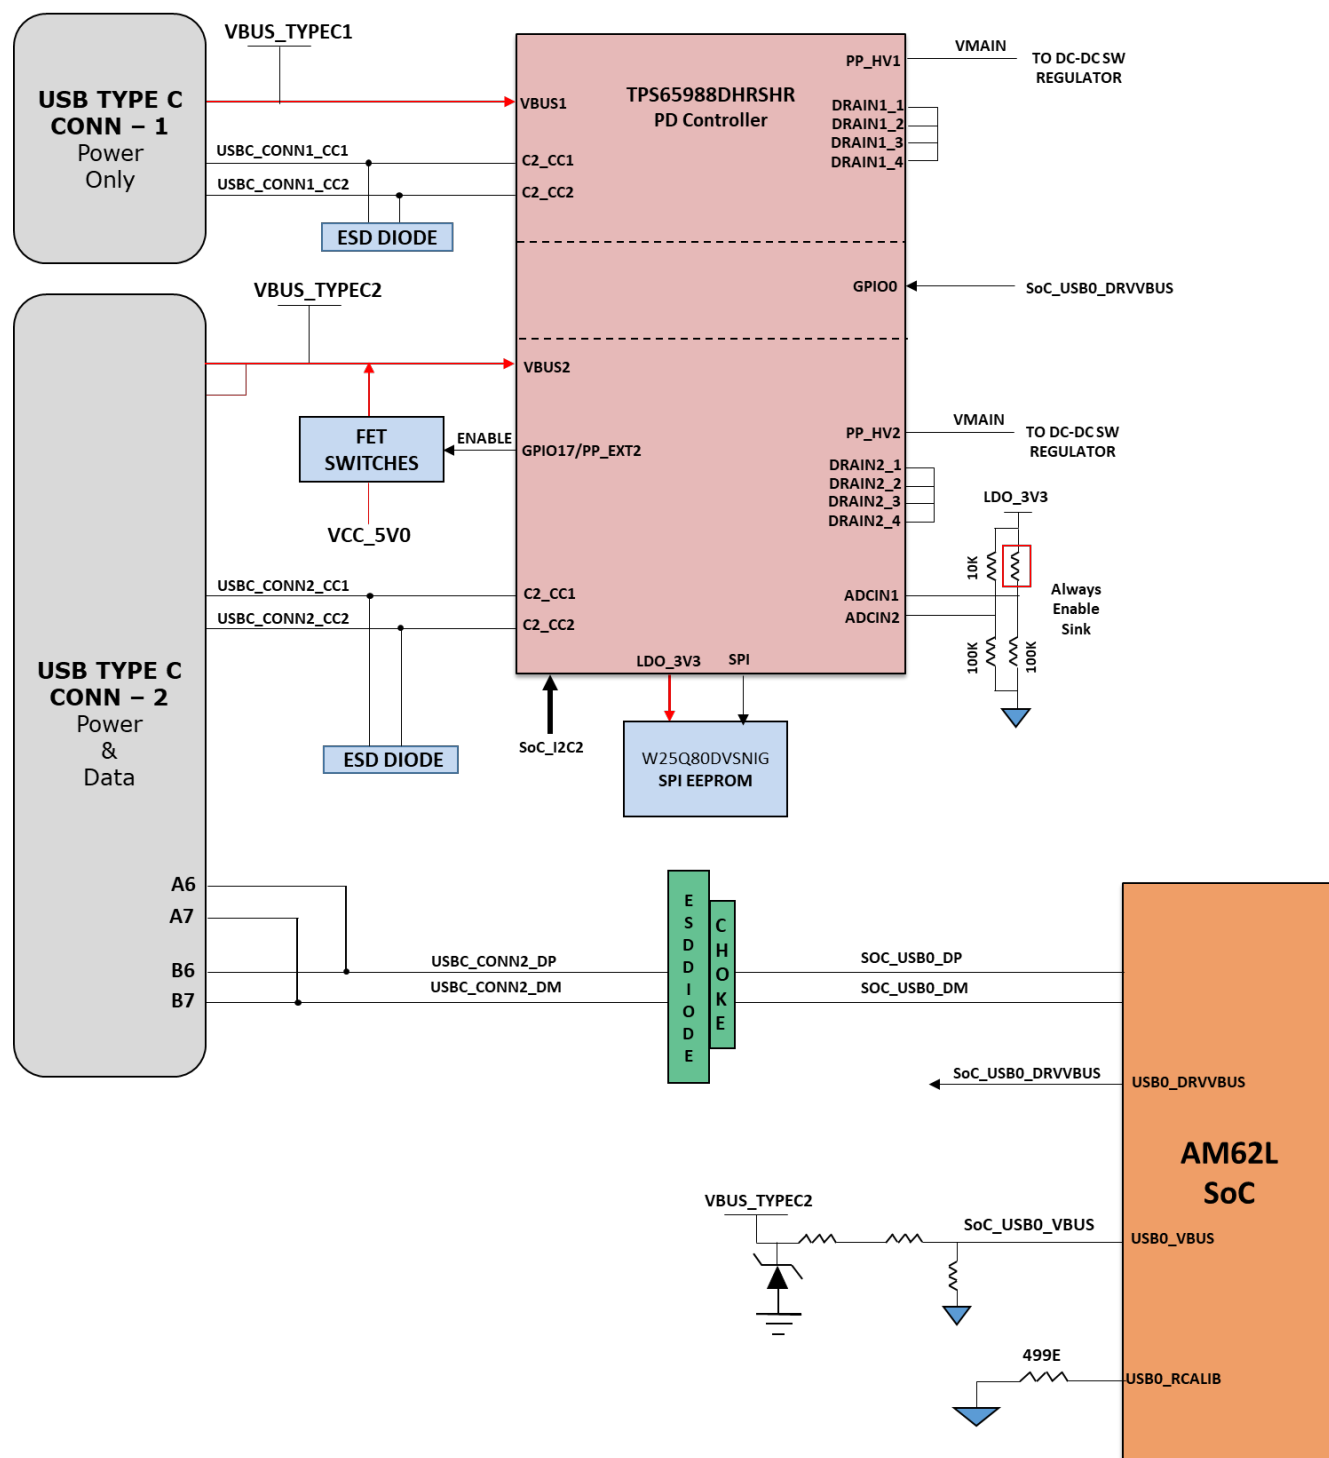 USB TYPE C
CONN – 1
Power
Only
VBUS_TYPEC1
USBC_CONN1_CC1
USBC_CONN1_CC2
ESD DIODE
TPS65988DHRSHR
PD Controller
VBUS1
C2_CC1
C2_CC2
PP_HV1
DRAIN1_1
DRAIN1_2
DRAIN1_3
DRAIN1_4
VMAIN
TO DC-DC SW
REGULATOR
GPIO0
SoC_USB0_DRVVBUS
USB TYPE C
CONN – 2
Power
&
Data
VBUS_TYPEC2
VBUS2
FET
SWITCHES
ENABLE
GPIO17/PP_EXT2
VCC_5V0
PP_HV2
VMAIN
TO DC-DC SW
REGULATOR
DRAIN2_1
DRAIN2_2
DRAIN2_3
DRAIN2_4
LDO_3V3
10K
Always
Enable
Sink
ADCIN1
ADCIN2
100K
100K
USBC_CONN2_CC1
USBC_CONN2_CC2
C2_CC1
C2_CC2
ESD DIODE
LDO_3V3
SPI
SoC_I2C2
W25Q80DVSNIG
SPI EEPROM
A6
A7
B6
B7
USBC_CONN2_DP
USBC_CONN2_DM
ESDDIODE
CHOKE
SOC_USB0_DP
SOC_USB0_DM
SoC_USB0_DRVVBUS
USB0_DRVVBUS
AM62L
SoC
VBUS_TYPEC2
SoC_USB0_VBUS
USB0_VBUS
499E
USB0_RCALIB